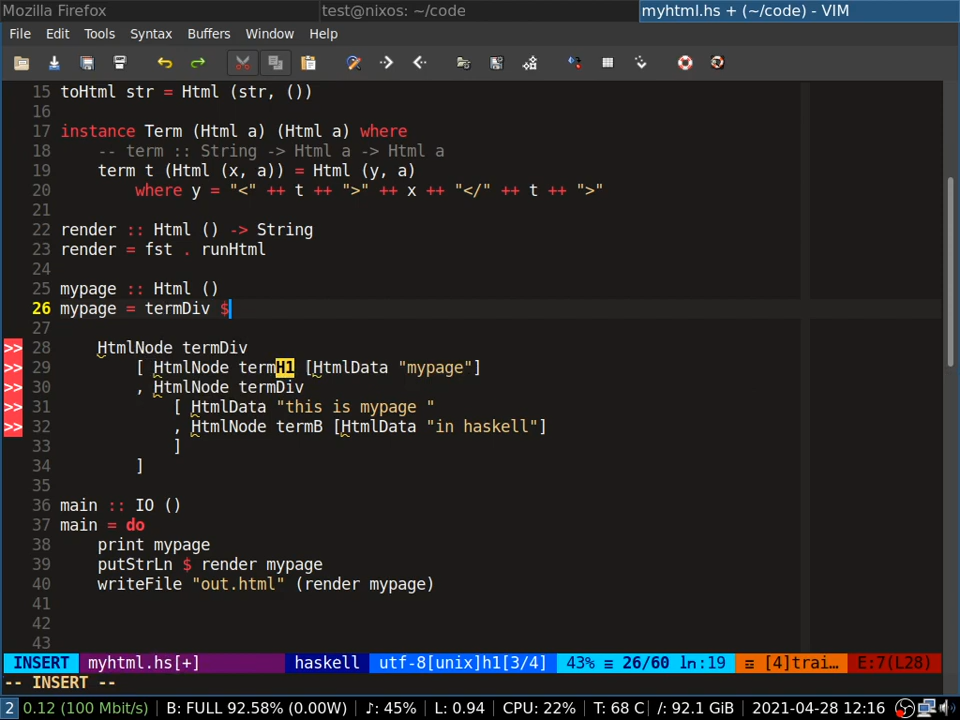 Mozilla Firefox test@nixos: ~/code myhtml.hs + (~/code) - VIM
File Edit Tools Syntax Buffers Window Help
15 toHtml str = Html (str, ())
16
17 instance Term (Html a) (Html a) where
18     -- term :: String -> Html a -> Html a
19     term t (Html (x, a)) = Html (y, a)
20         where y = "<" ++ t ++ ">" ++ x ++ "</" ++ t ++ ">"
21
22 render :: Html () -> String
23 render = fst . runHtml
24
25 mypage :: Html ()
26 mypage = termDiv $
27
>> 28     HtmlNode termDiv
>> 29         [ HtmlNode termH1 [HtmlData "mypage"]
>> 30         , HtmlNode termDiv
>> 31             [ HtmlData "this is mypage "
>> 32             , HtmlNode termB [HtmlData "in haskell"]
33             ]
34         ]
35
36 main :: IO ()
37 main = do
38     print mypage
39     putStrLn $ render mypage
40     writeFile "out.html" (render mypage)
41
42
43
INSERT myhtml.hs[+] haskell utf-8[unix]h1[3/4] 43% ≡ 26/60 ln:19 ☲ [4]trai… E:7(L28)
-- INSERT --
2 0.12 (100 Mbit/s) B: FULL 92.58% (0.00W) ♪: 45% L: 0.94 CPU: 22% T: 68 C /: 92.1 GiB 2021-04-28 12:16